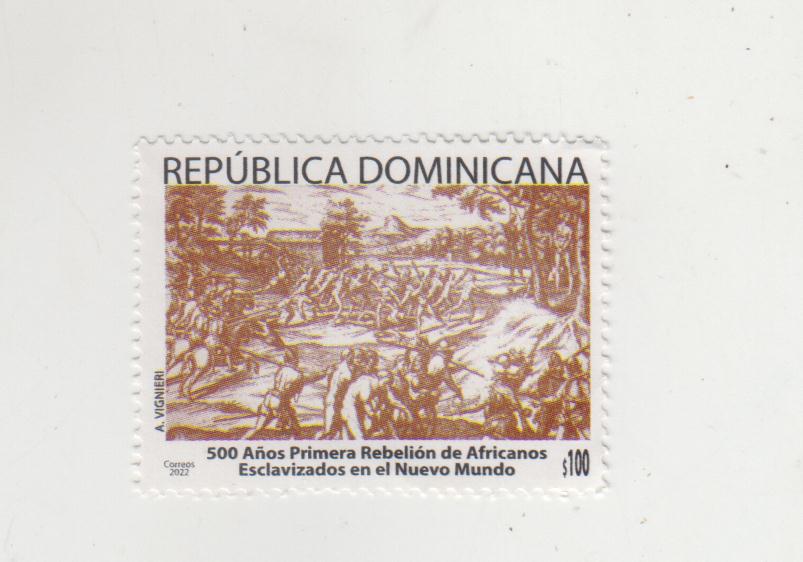 REPÚBLICA DOMINICANA
A. VIGNIERI
500 Años Primera Rebelión de Africanos
Esclavizados en el Nuevo Mundo
Correos
2022
$100